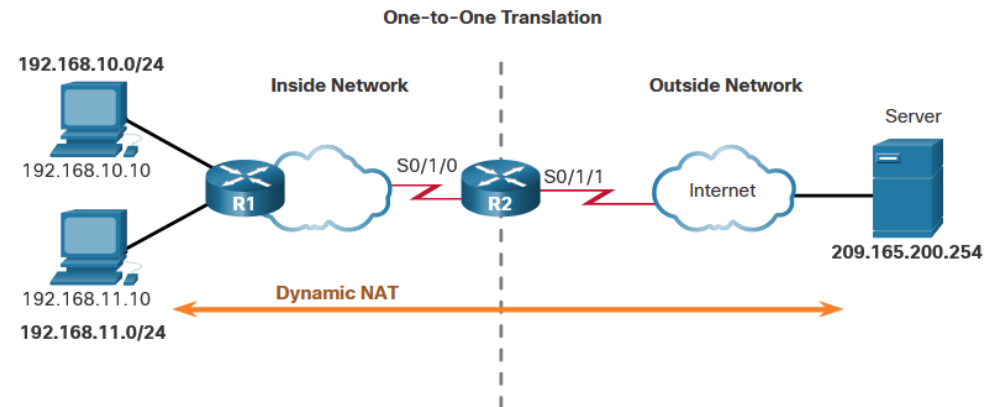 One-to-One Translation
192.168.10.0/24
Inside Network
Outside Network
Server
192.168.10.10
S0/1/0
S0/1/1
R1
R2
Internet
209.165.200.254
192.168.11.10
Dynamic NAT
192.168.11.0/24